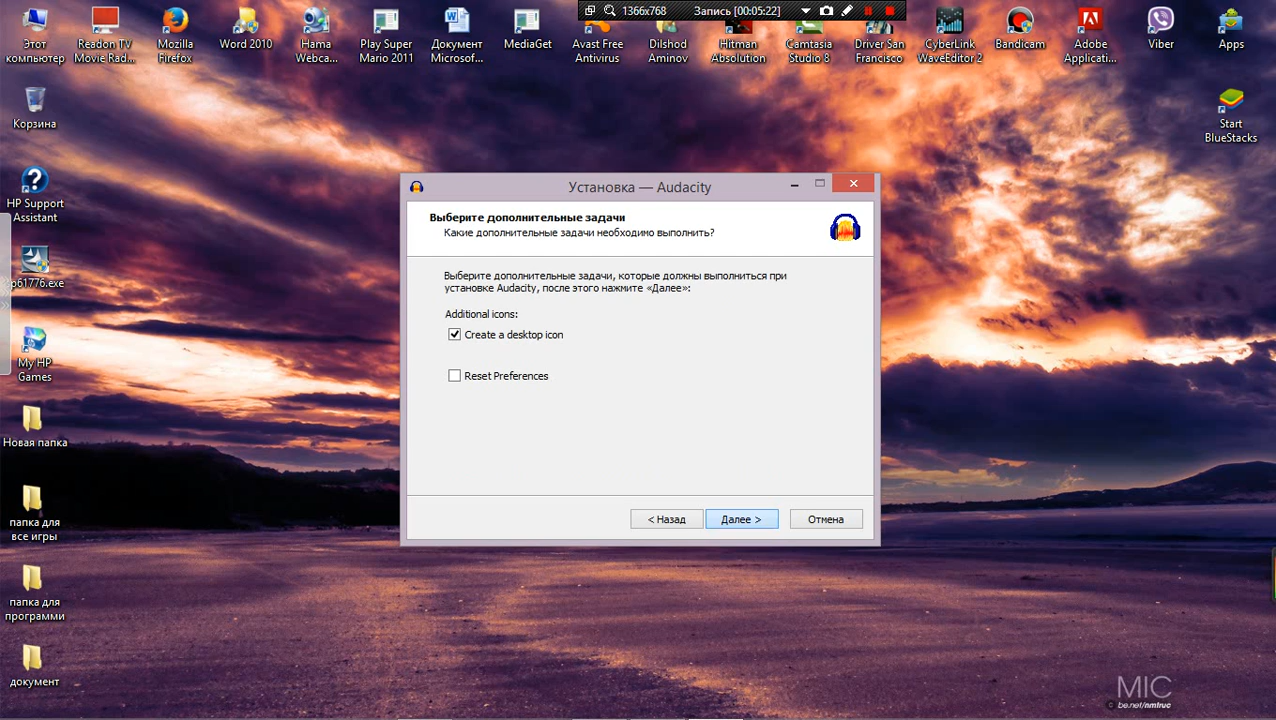 1366x768 Запись [00:05:22]
Этот компьютер
Readon TV Movie Rad...
Mozilla Firefox
Word 2010
Hama Webca...
Play Super Mario 2011
Документ Microsof...
MediaGet
Avast Free Antivirus
Dilshod Aminov
Hitman Absolution
Camtasia Studio 8
Driver San Francisco
CyberLink WaveEditor 2
Bandicam
Adobe Applicati...
Viber
Apps
Корзина
Start BlueStacks
HP Support Assistant
p61776.exe
My HP Games
Новая папка
папка для все игры
папка для программи
документ
Установка — Audacity
Выберите дополнительные задачи
Какие дополнительные задачи необходимо выполнить?
Выберите дополнительные задачи, которые должны выполниться при
установке Audacity, после этого нажмите «Далее»:
Additional icons:
Create a desktop icon
Reset Preferences
< Назад Далее > Отмена
MIC
be.net/nmiruc